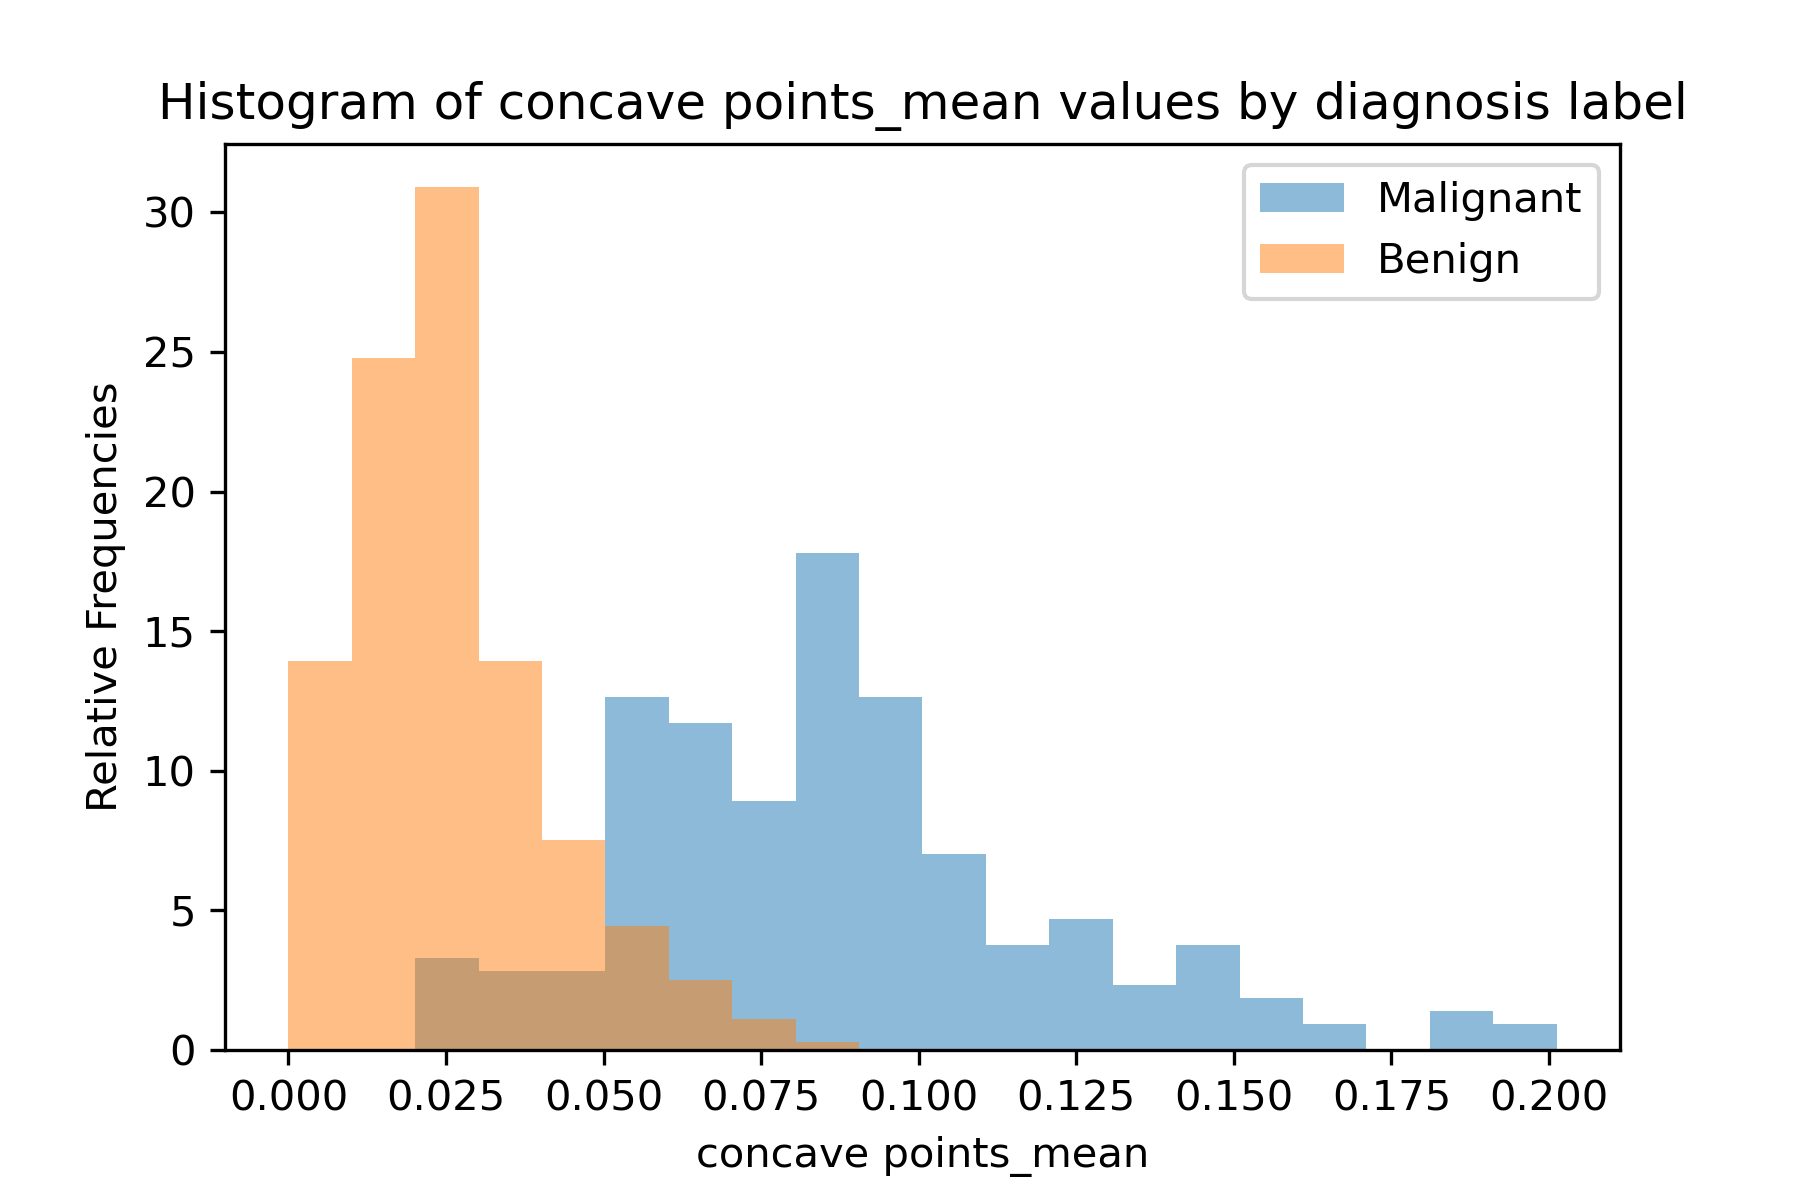 Histogram of concave points_mean values by diagnosis label
Malignant
Benign
Relative Frequencies
30
25
20
15
10
5
0
0.000 0.025 0.050 0.075 0.100 0.125 0.150 0.175 0.200
concave points_mean